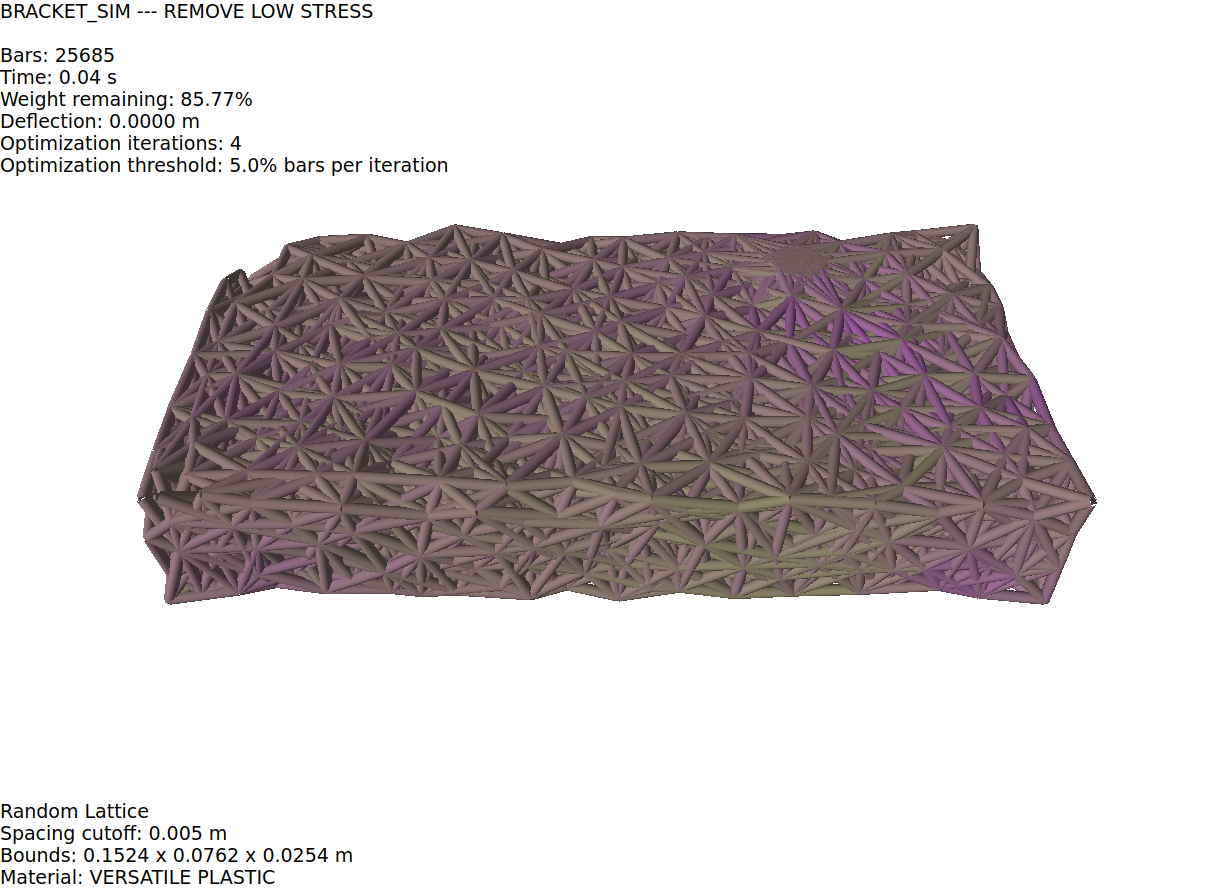 BRACKET_SIM --- REMOVE LOW STRESS
Bars: 25685
Time: 0.04 s
Weight remaining: 85.77%
Deflection: 0.0000 m
Optimization iterations: 4
Optimization threshold: 5.0% bars per iteration
Random Lattice
Spacing cutoff: 0.005 m
Bounds: 0.1524 x 0.0762 x 0.0254 m
Material: VERSATILE PLASTIC